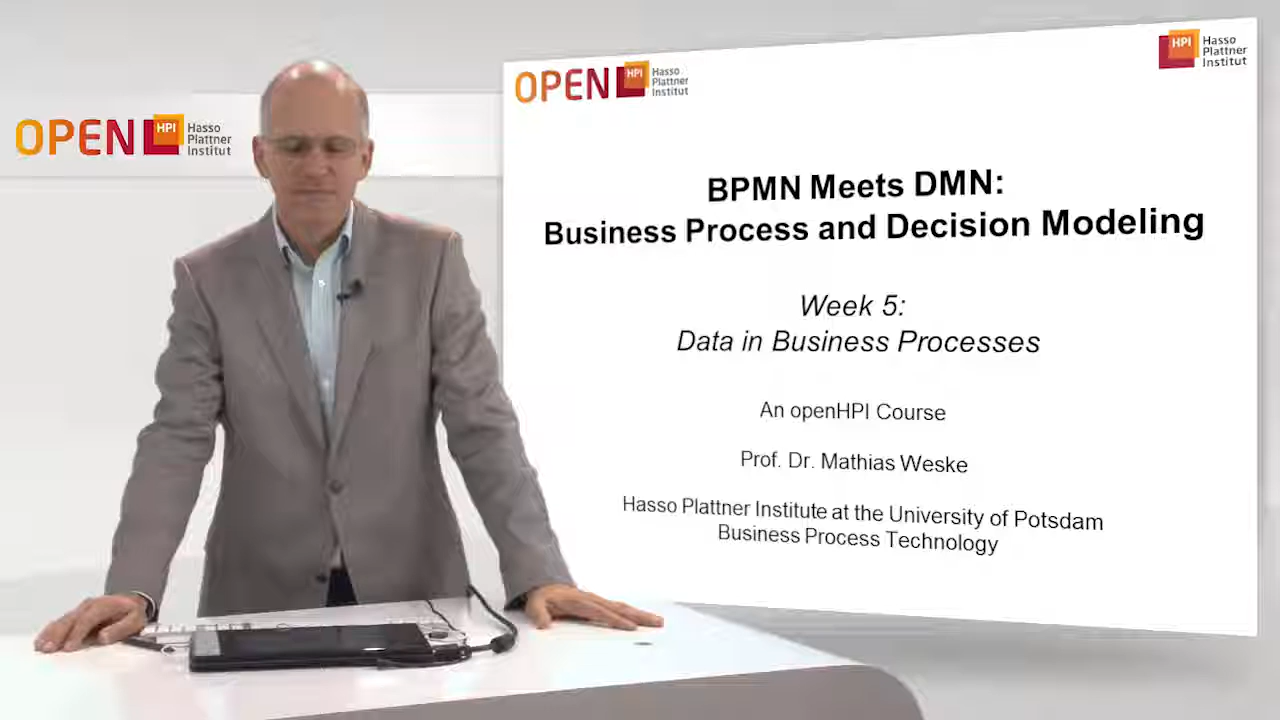 OPEN HPI Hasso
Plattner
Institut
OPEN HPI Hasso
Plattner
Institut
HPI Hasso
Plattner
Institut
BPMN Meets DMN:
Business Process and Decision Modeling
Week 5:
Data in Business Processes
An openHPI Course
Prof. Dr. Mathias Weske
Hasso Plattner Institute at the University of Potsdam
Business Process Technology